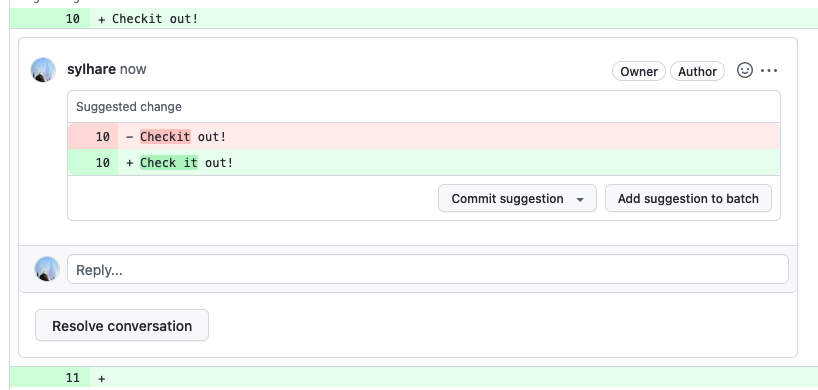 10 + Checkit out!
sylhare now Owner Author
Suggested change
10 - Checkit out!
10 + Check it out!
Commit suggestion Add suggestion to batch
Reply...
Resolve conversation
11 +